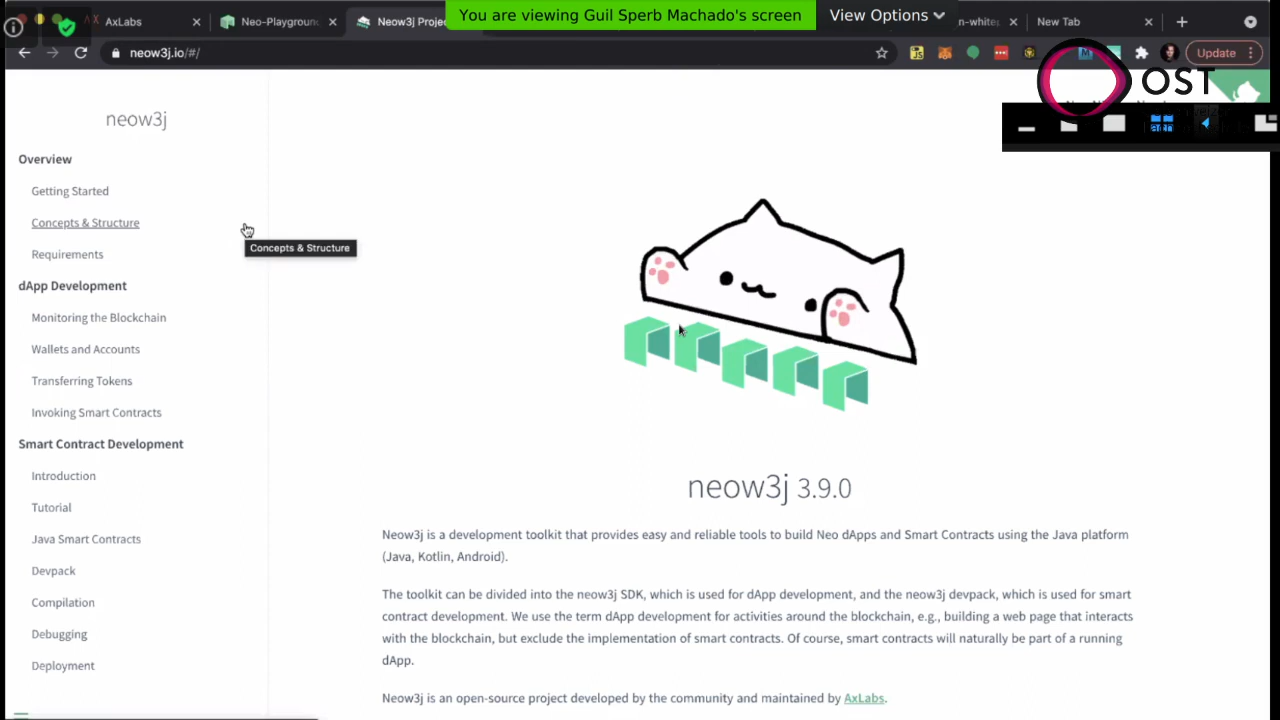 AxLabs
Neo-Playground
Neow3j Proje
You are viewing Guil Sperb Machado's screen
View Options
n-white
New Tab
neow3j.io/#/
Update
OST
neow3j
Overview
Getting Started
Concepts & Structure
Concepts & Structure
Requirements
dApp Development
Monitoring the Blockchain
Wallets and Accounts
Transferring Tokens
Invoking Smart Contracts
Smart Contract Development
Introduction
Tutorial
Java Smart Contracts
Devpack
Compilation
Debugging
Deployment
neow3j 3.9.0
Neow3j is a development toolkit that provides easy and reliable tools to build Neo dApps and Smart Contracts using the Java platform
(Java, Kotlin, Android).
The toolkit can be divided into the neow3j SDK, which is used for dApp development, and the neow3j devpack, which is used for smart
contract development. We use the term dApp development for activities around the blockchain, e.g., building a web page that interacts
with the blockchain, but exclude the implementation of smart contracts. Of course, smart contracts will naturally be part of a running
dApp.
Neow3j is an open-source project developed by the community and maintained by AxLabs.